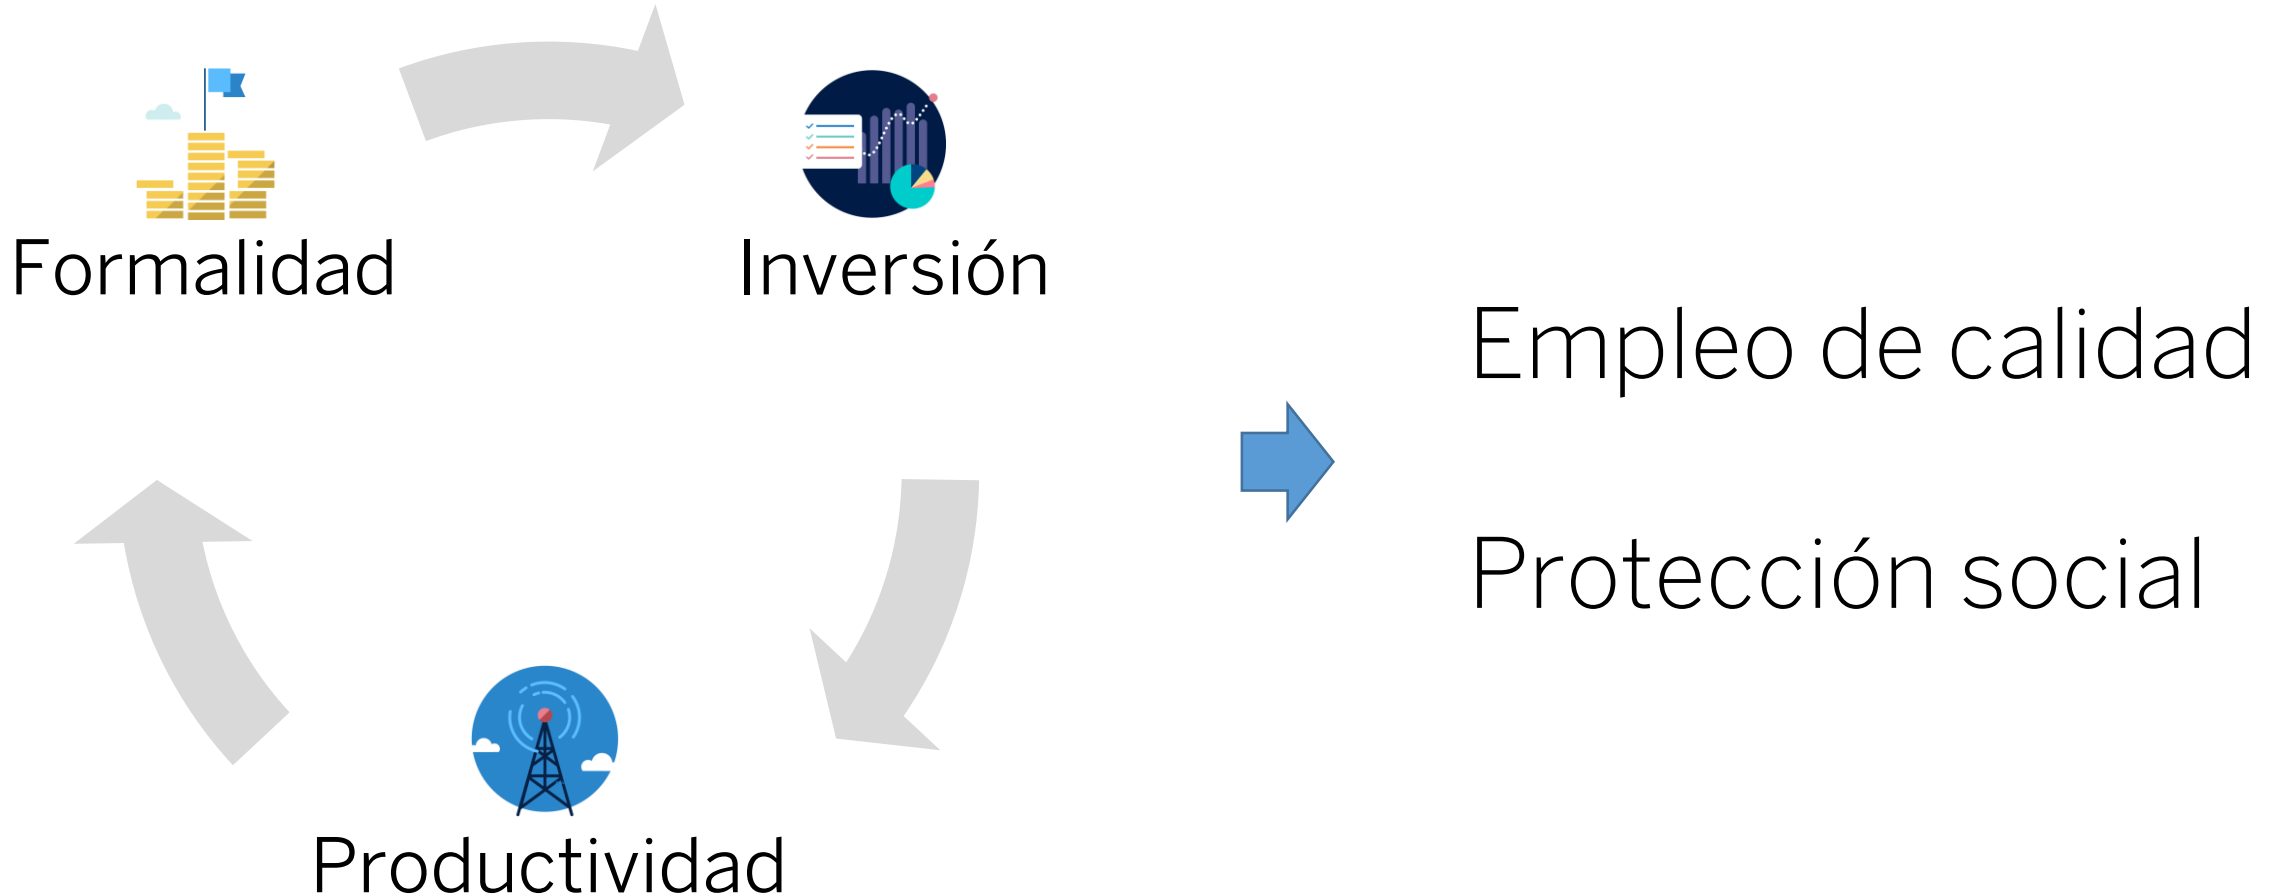 Formalidad
Inversión
Productividad
Empleo de calidad
Protección social